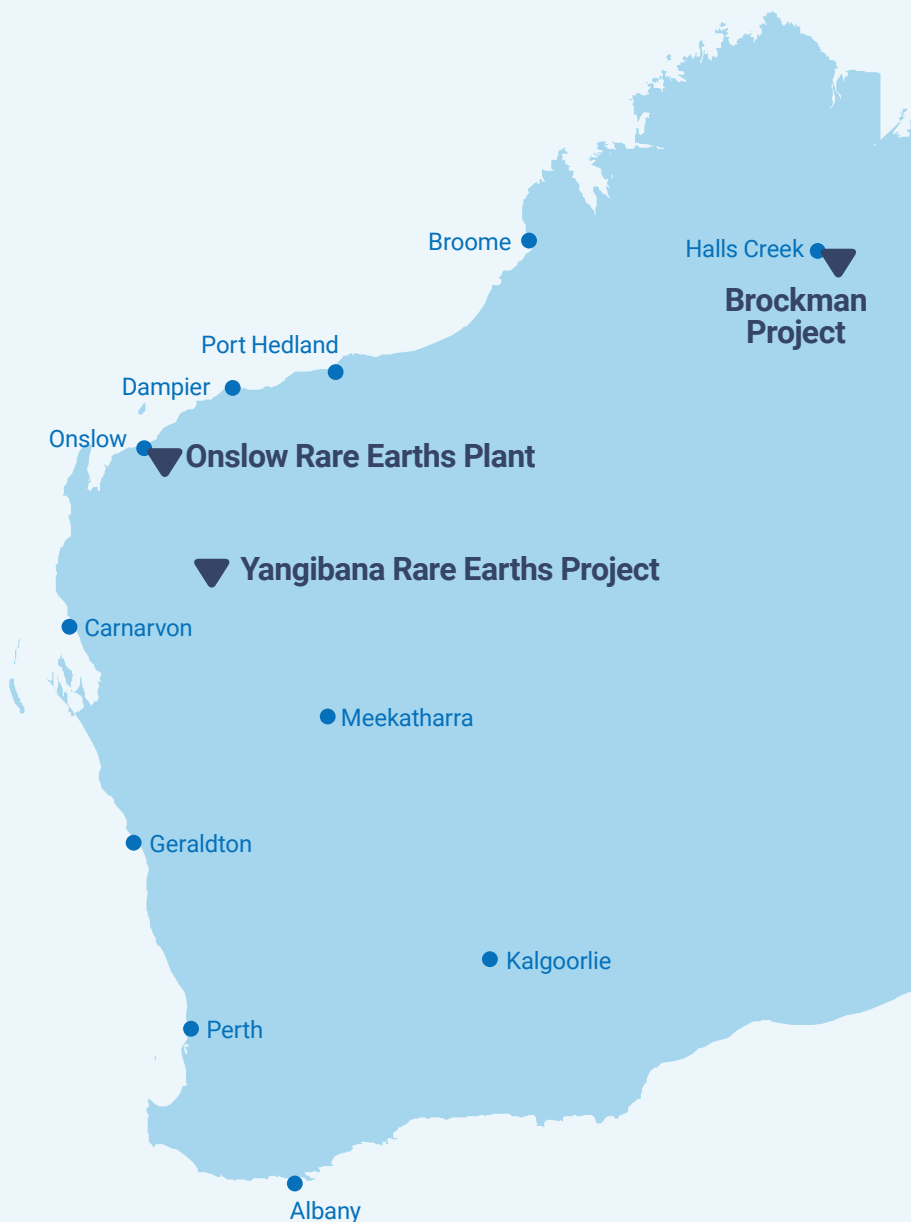 Broome
Halls Creek
Brockman
Project
Port Hedland
Dampier
Onslow
Onslow Rare Earths Plant
Yangibana Rare Earths Project
Carnarvon
Meekatharra
Geraldton
Kalgoorlie
Perth
Albany